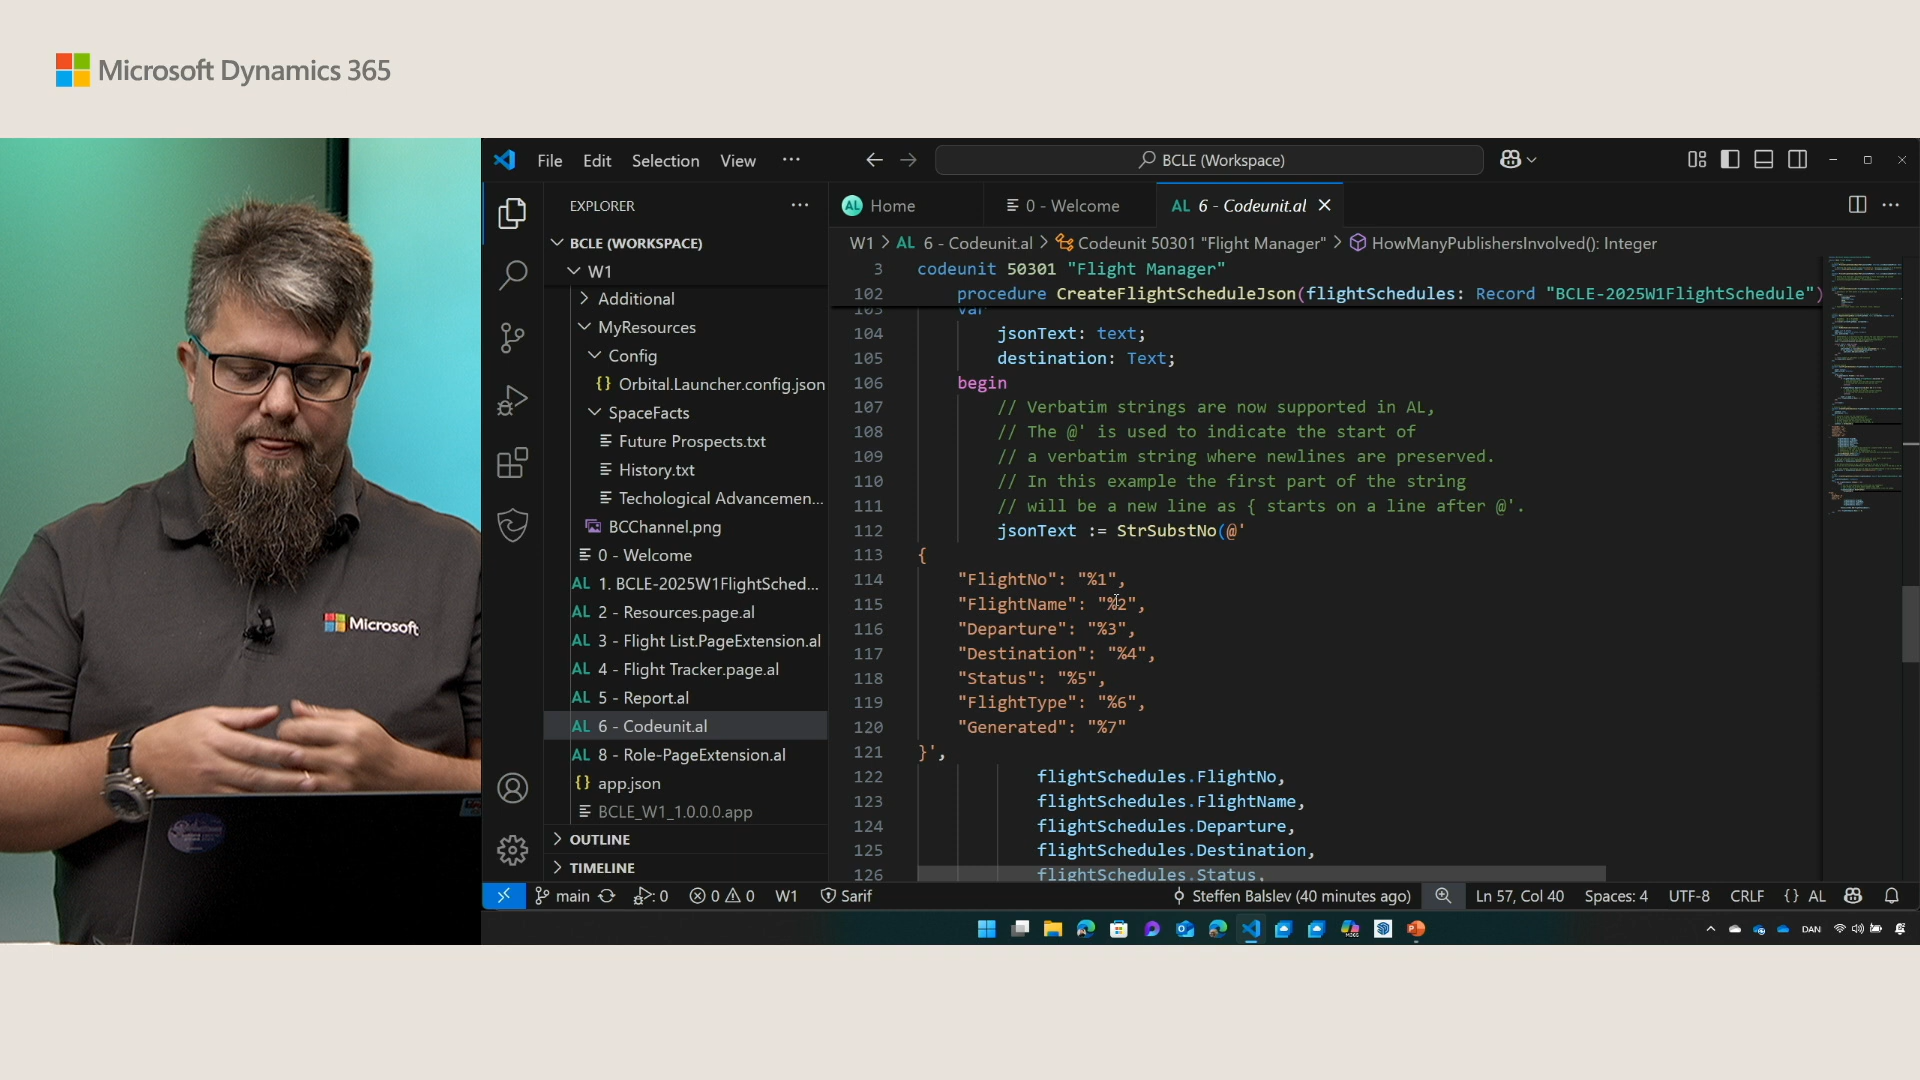 Microsoft Dynamics 365
File Edit Selection View ···
BCLE (Workspace)
EXPLORER ···
BCLE (WORKSPACE)
W1
Additional
MyResources
Config
{} Orbital.Launcher.config.json
SpaceFacts
Future Prospects.txt
History.txt
Techological Advancemen...
BCChannel.png
0 - Welcome
AL 1. BCLE-2025W1FlightSched...
AL 2 - Resources.page.al
AL 3 - Flight List.PageExtension.al
AL 4 - Flight Tracker.page.al
AL 5 - Report.al
AL 6 - Codeunit.al
AL 8 - Role-PageExtension.al
{} app.json
BCLE_W1_1.0.0.0.app
OUTLINE
TIMELINE
AL Home
0 - Welcome
AL 6 - Codeunit.al
W1 > AL 6 - Codeunit.al > Codeunit 50301 "Flight Manager" > HowManyPublishersInvolved(): Integer
3 codeunit 50301 "Flight Manager"
102 procedure CreateFlightScheduleJson(flightSchedules: Record "BCLE-2025W1FlightSchedule")
103 var
104 jsonText: text;
105 destination: Text;
106 begin
107 // Verbatim strings are now supported in AL,
108 // The @' is used to indicate the start of
109 // a verbatim string where newlines are preserved.
110 // In this example the first part of the string
111 // will be a new line as { starts on a line after @'.
112 jsonText := StrSubstNo(@'
113 {
114 "FlightNo": "%1",
115 "FlightName": "%2",
116 "Departure": "%3",
117 "Destination": "%4",
118 "Status": "%5",
119 "FlightType": "%6",
120 "Generated": "%7"
121 }',
122 flightSchedules.FlightNo,
123 flightSchedules.FlightName,
124 flightSchedules.Departure,
125 flightSchedules.Destination,
126 flightSchedules.Status,
main 0 0 0 W1 Sarif Steffen Balslev (40 minutes ago) Ln 57, Col 40 Spaces: 4 UTF-8 CRLF {} AL
DAN
Microsoft